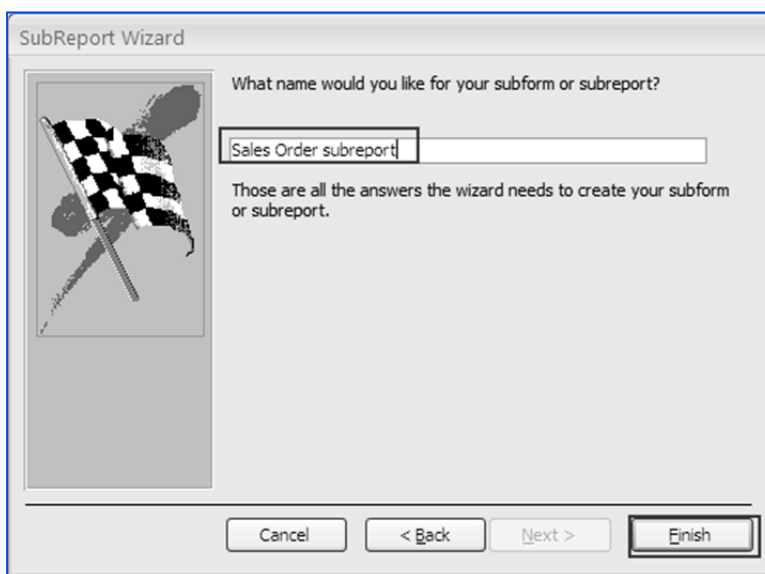 SubReport Wizard
What name would you like for your subform or subreport?
Sales Order subreport
Those are all the answers the wizard needs to create your subform
or subreport.
Cancel < Back Next > Finish